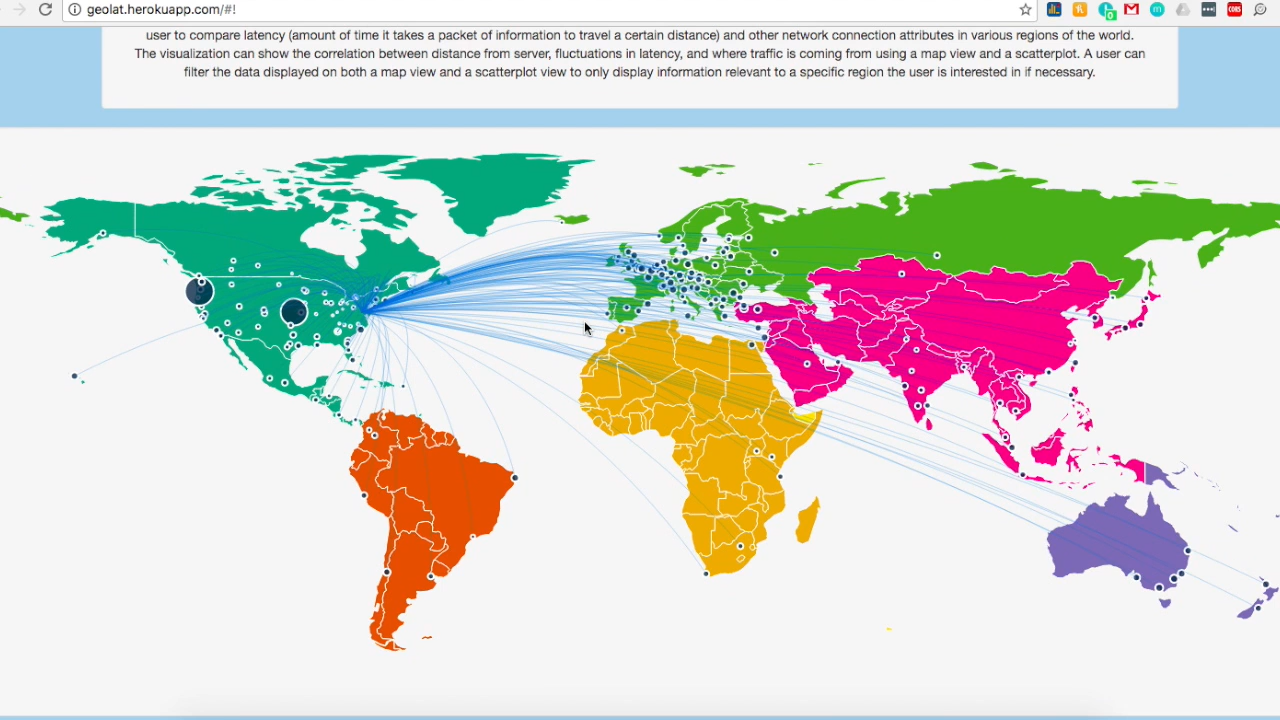 geolat.herokuapp.com/#!
0
M
m
CORS
user to compare latency (amount of time it takes a packet of information to travel a certain distance) and other network connection attributes in various regions of the world.
The visualization can show the correlation between distance from server, fluctuations in latency, and where traffic is coming from using a map view and a scatterplot. A user can
filter the data displayed on both a map view and a scatterplot view to only display information relevant to a specific region the user is interested in if necessary.